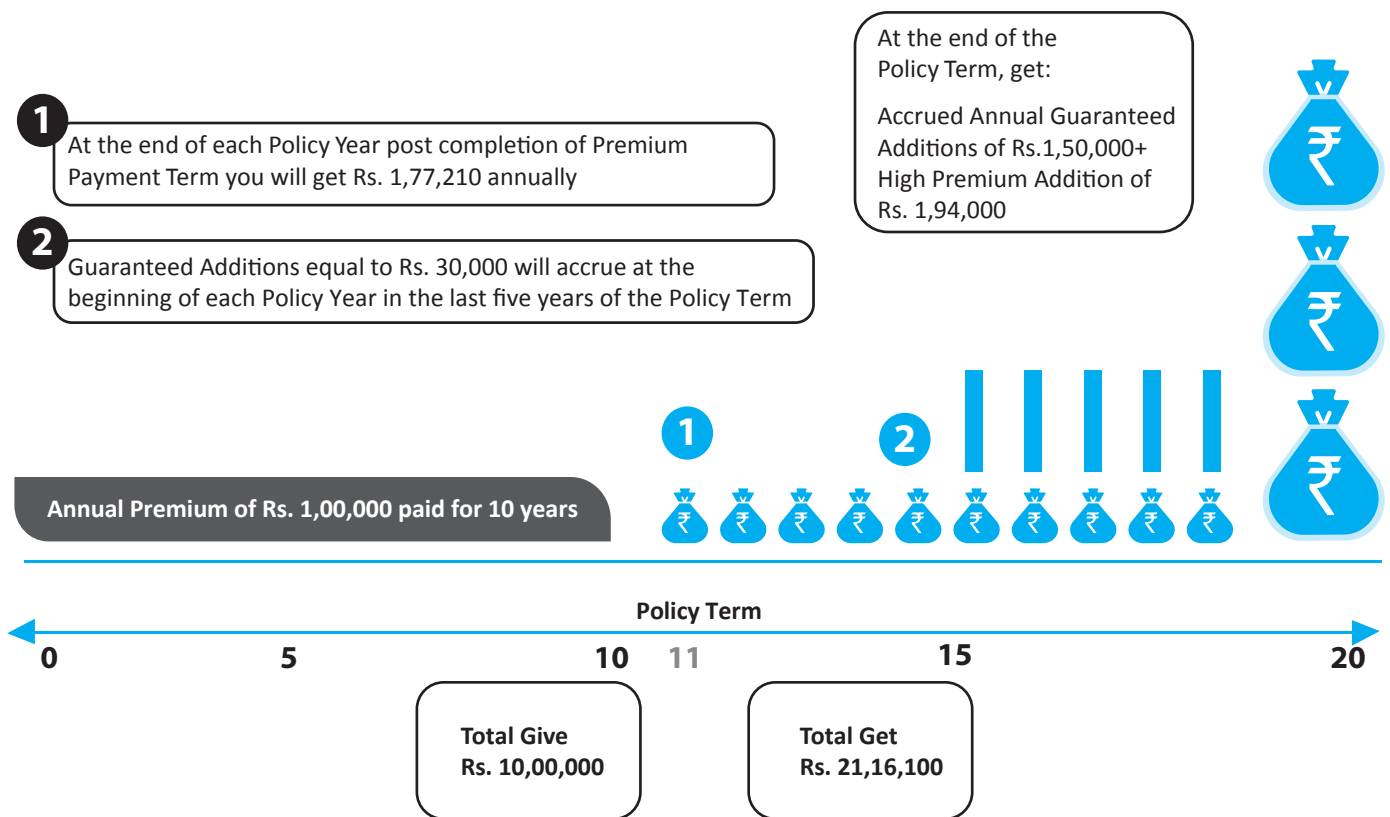 1
At the end of each Policy Year post completion of Premium
Payment Term you will get Rs. 1,77,210 annually
2
Guaranteed Additions equal to Rs. 30,000 will accrue at the
beginning of each Policy Year in the last five years of the Policy Term
At the end of the
Policy Term, get:
Accrued Annual Guaranteed
Additions of Rs.1,50,000+
High Premium Addition of
Rs. 1,94,000
₹
₹
₹
1
2
Annual Premium of Rs. 1,00,000 paid for 10 years
₹ ₹ ₹ ₹ ₹ ₹ ₹ ₹ ₹ ₹
Policy Term
0 5 10 11 15 20
Total Give
Rs. 10,00,000
Total Get
Rs. 21,16,100